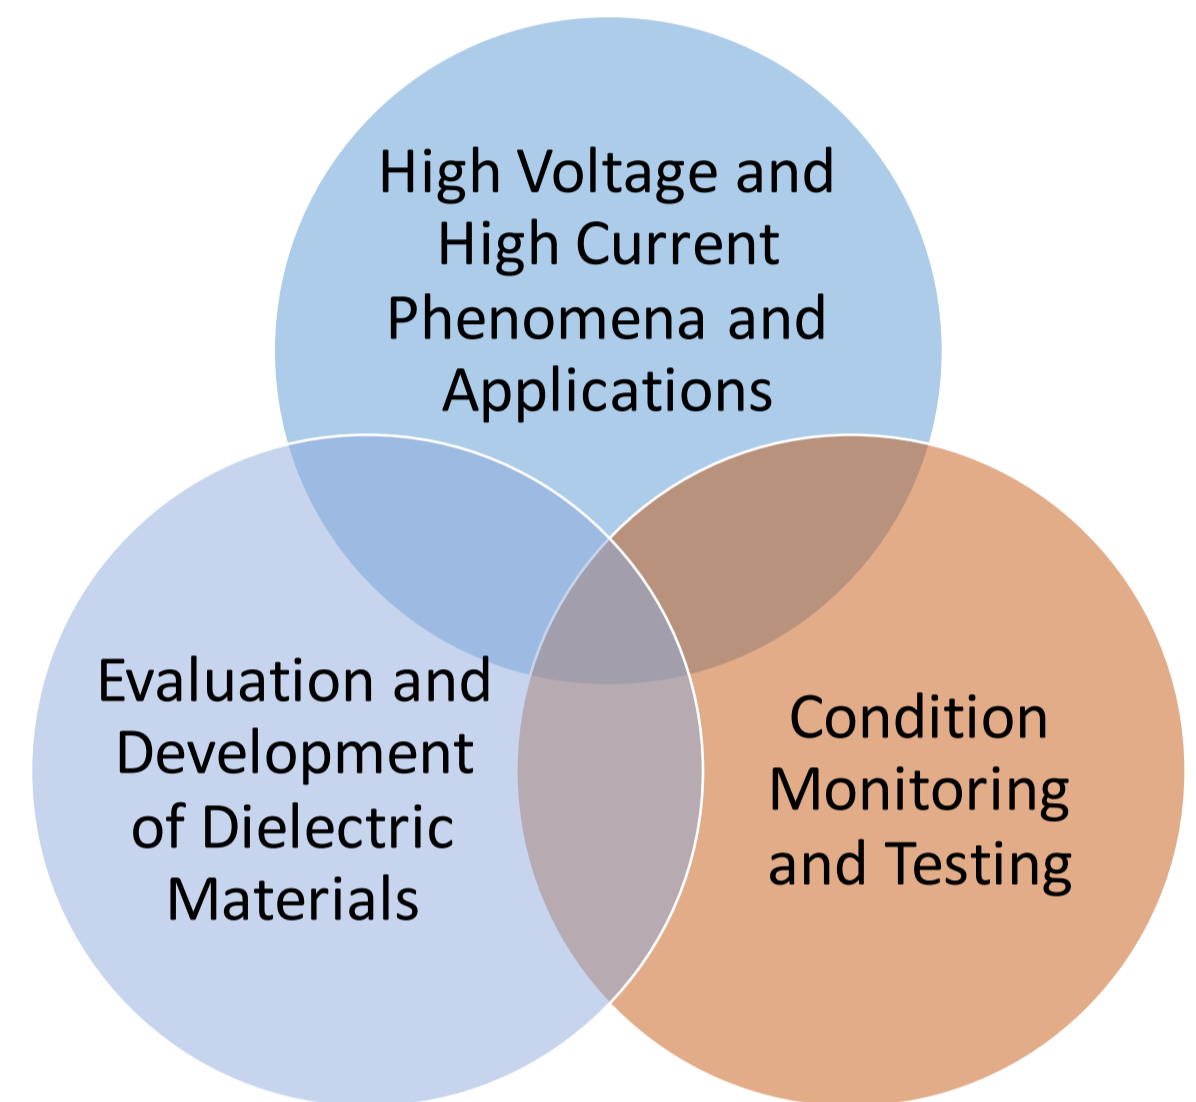 High Voltage and
High Current
Phenomena and
Applications
Evaluation and
Development
of Dielectric
Materials
Condition
Monitoring
and Testing